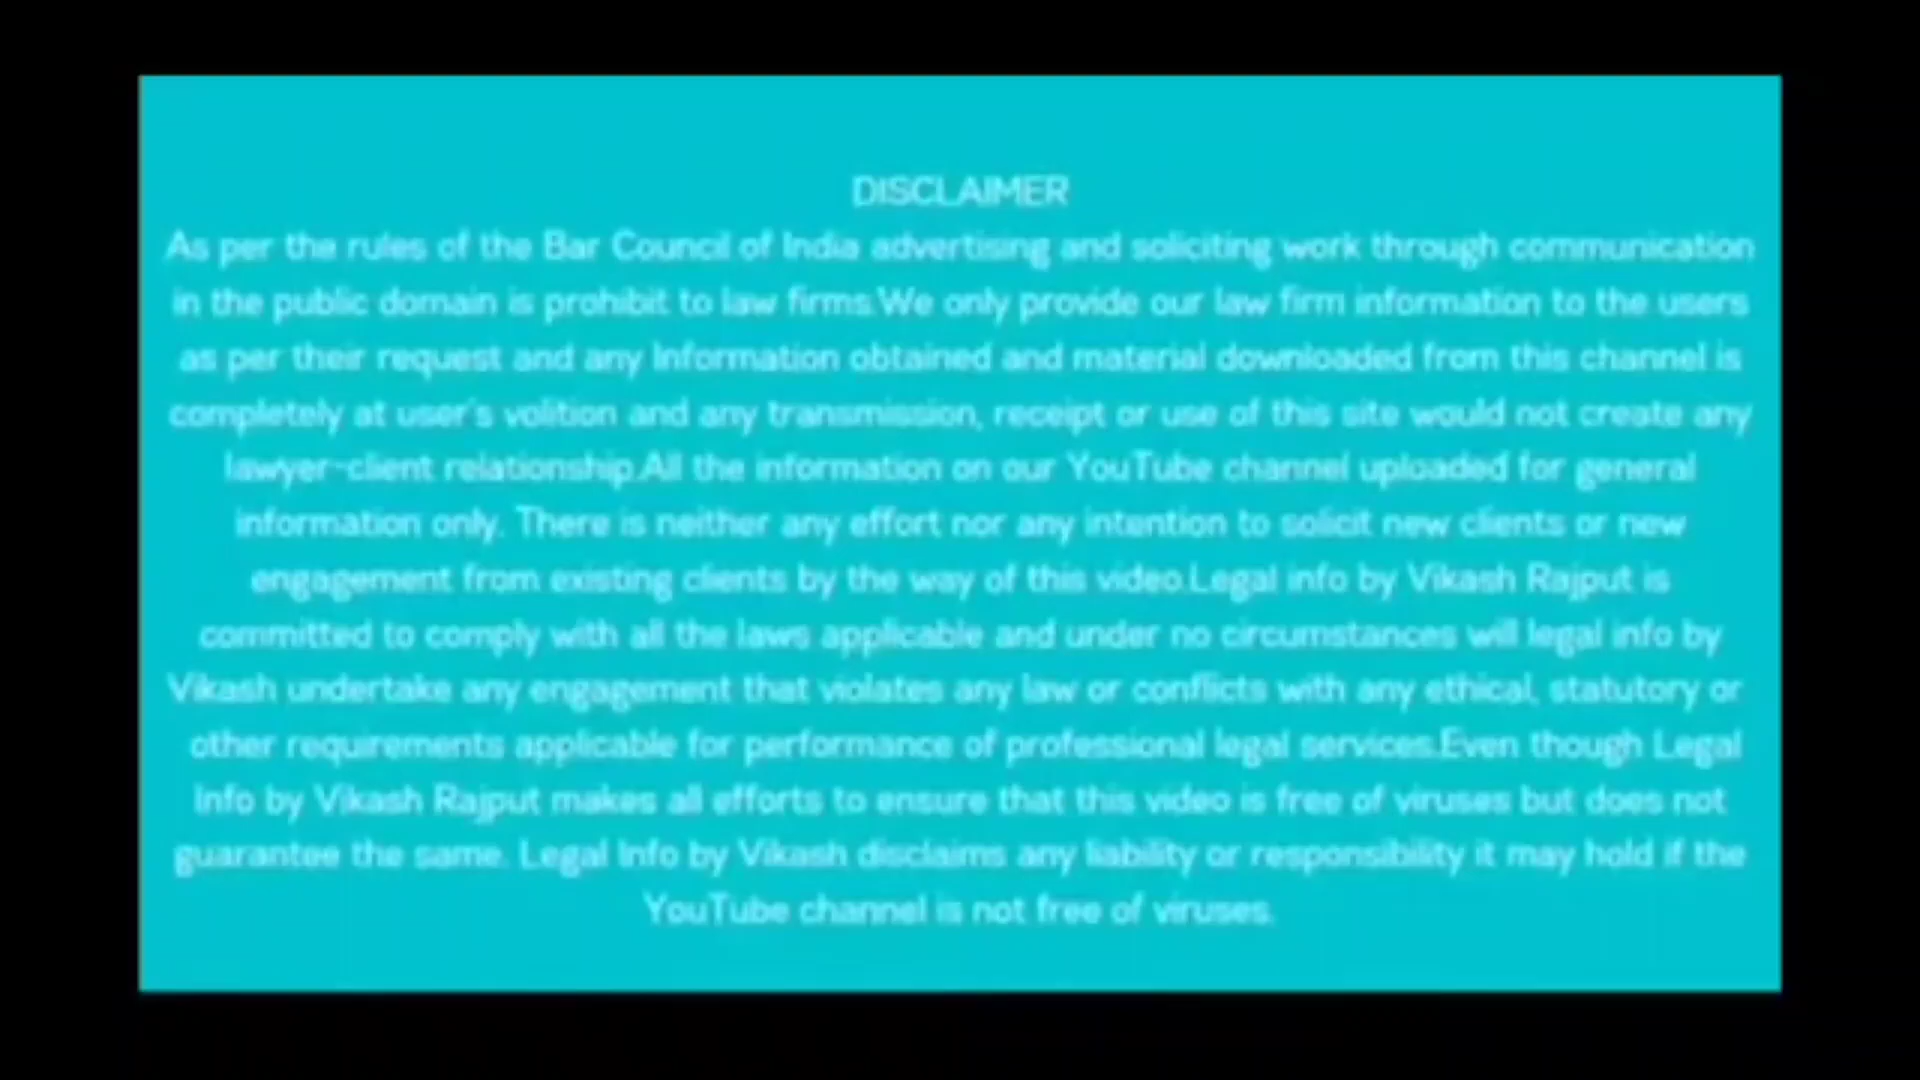 DISCLAIMER
As per the rules of the Bar Council of India advertising and soliciting work through communication
in the public domain is prohibit to law firms.We only provide our law firm information to the users
as per their request and any Information obtained and material downloaded from this channel is
completely at user's volition and any transmission, receipt or use of this site would not create any
lawyer-client relationship.All the information on our YouTube channel uploaded for general
information only. There is neither any effort nor any intention to solicit new clients or new
engagement from existing clients by the way of this video.Legal info by Vikash Rajput is
committed to comply with all the laws applicable and under no circumstances will legal info by
Vikash undertake any engagement that violates any law or conflicts with any ethical, statutory or
other requirements applicable for performance of professional legal services.Even though Legal
Info by Vikash Rajput makes all efforts to ensure that this video is free of viruses but does not
guarantee the same. Legal Info by Vikash disclaims any liability or responsibility it may hold if the
YouTube channel is not free of viruses.